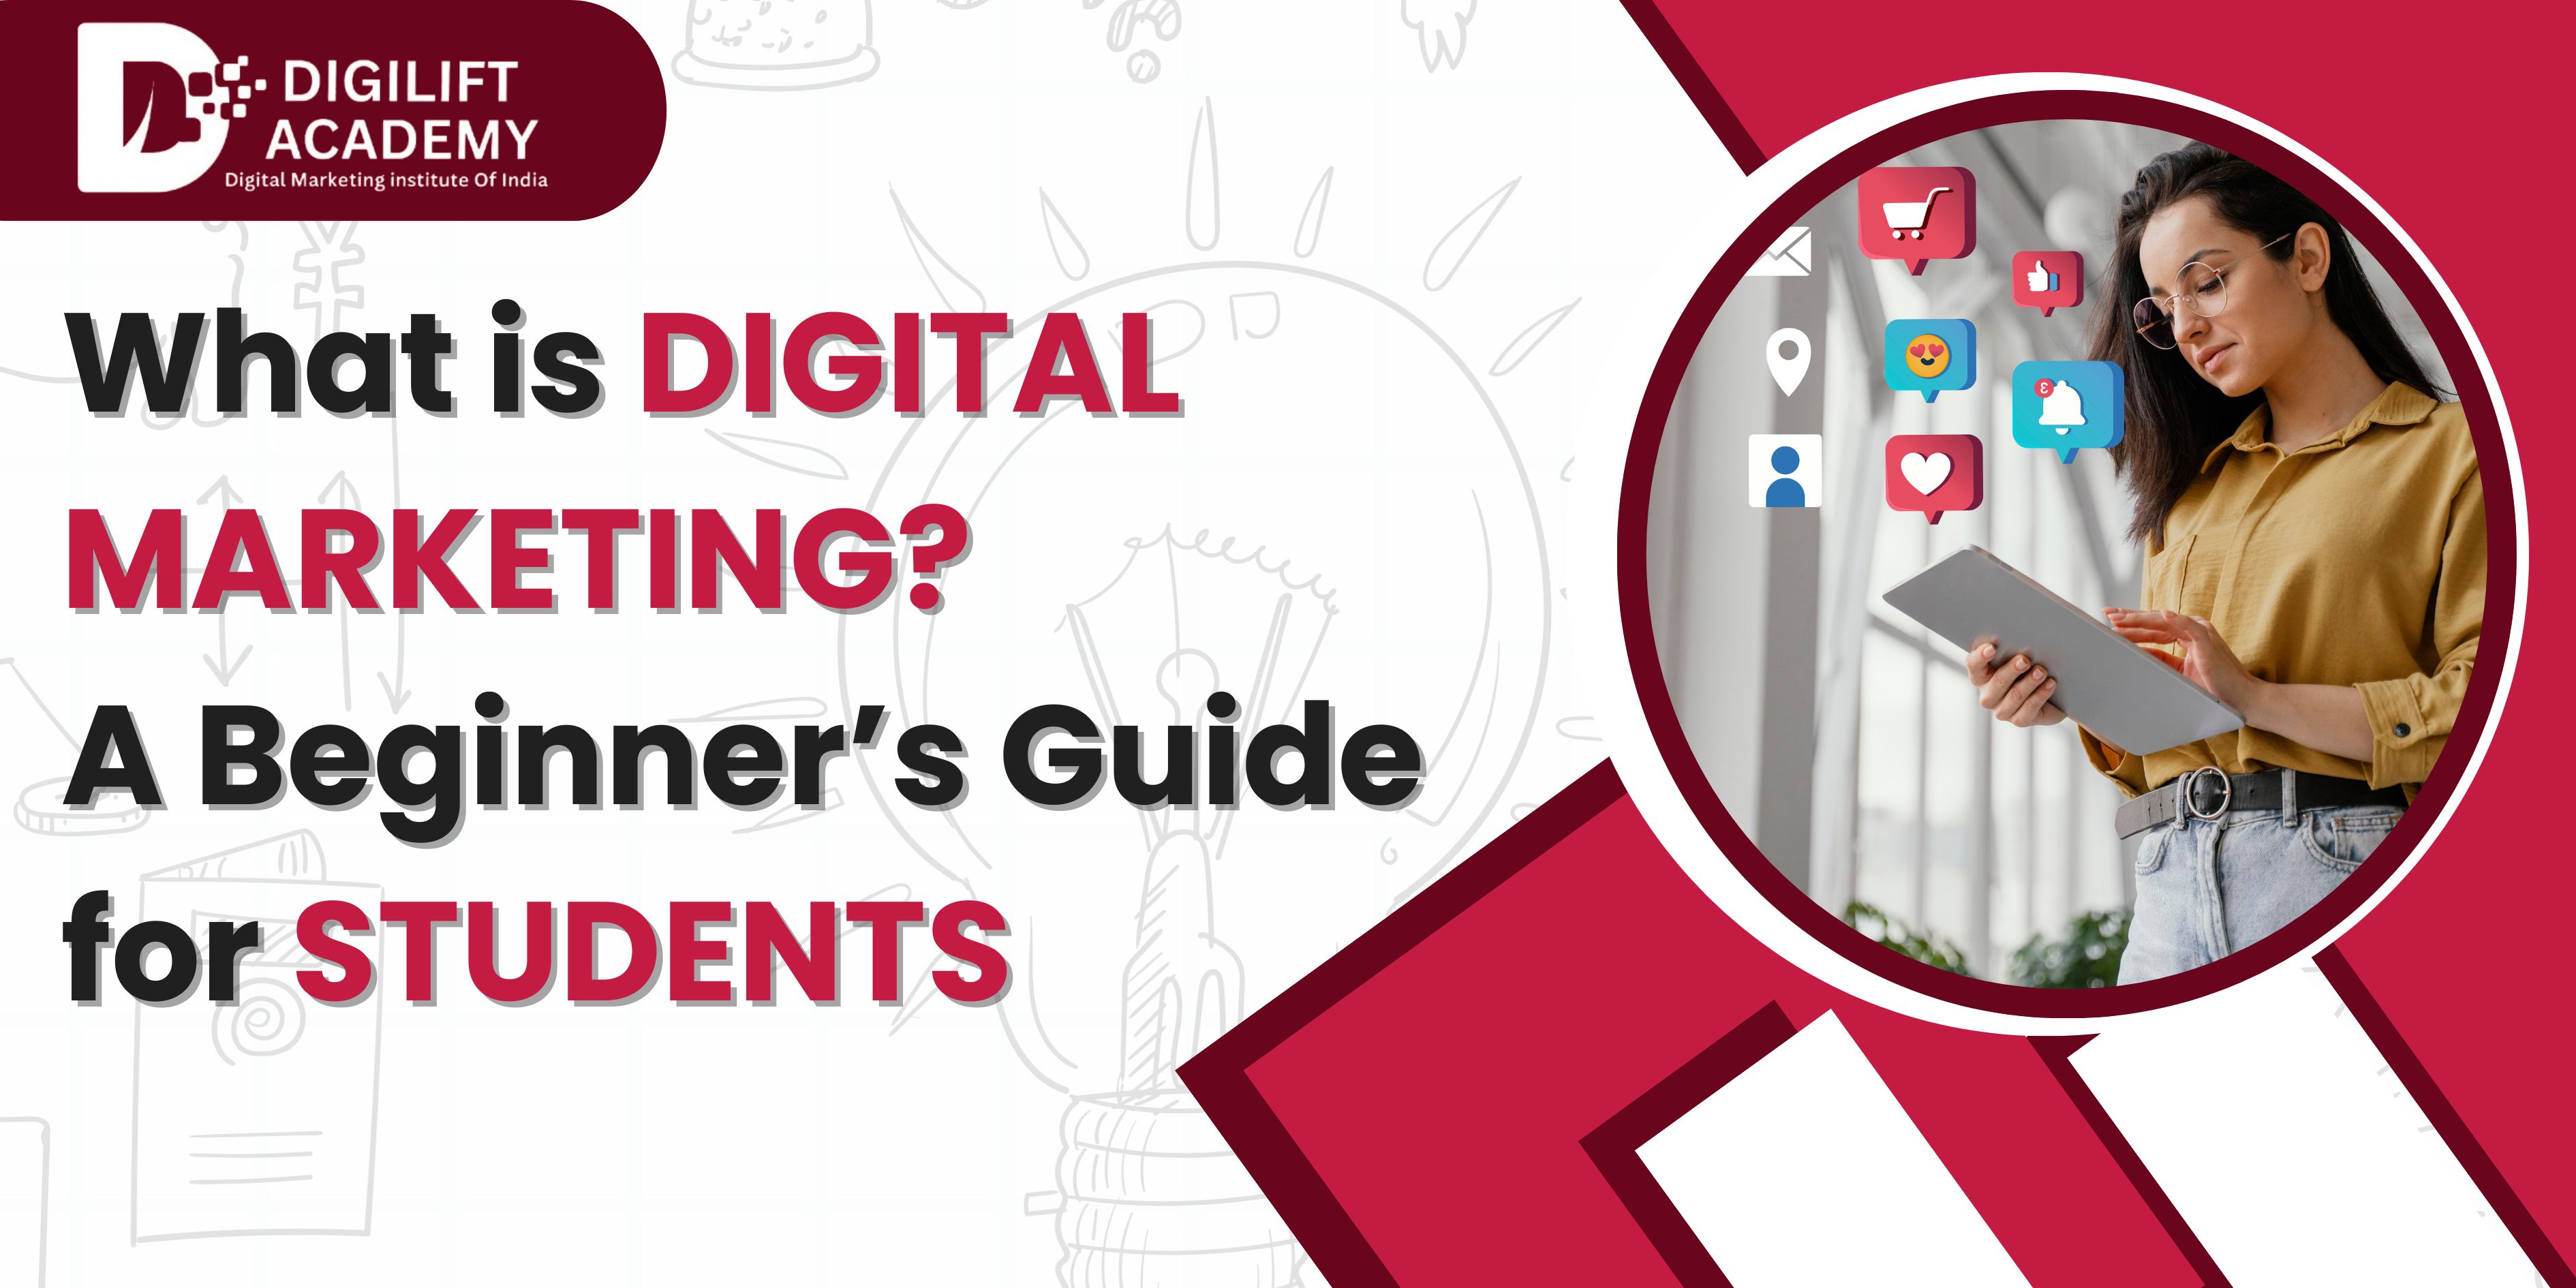 DIGILIFT
ACADEMY
Digital Marketing institute Of India
What is DIGITAL
MARKETING?
A Beginner’s Guide
for STUDENTS